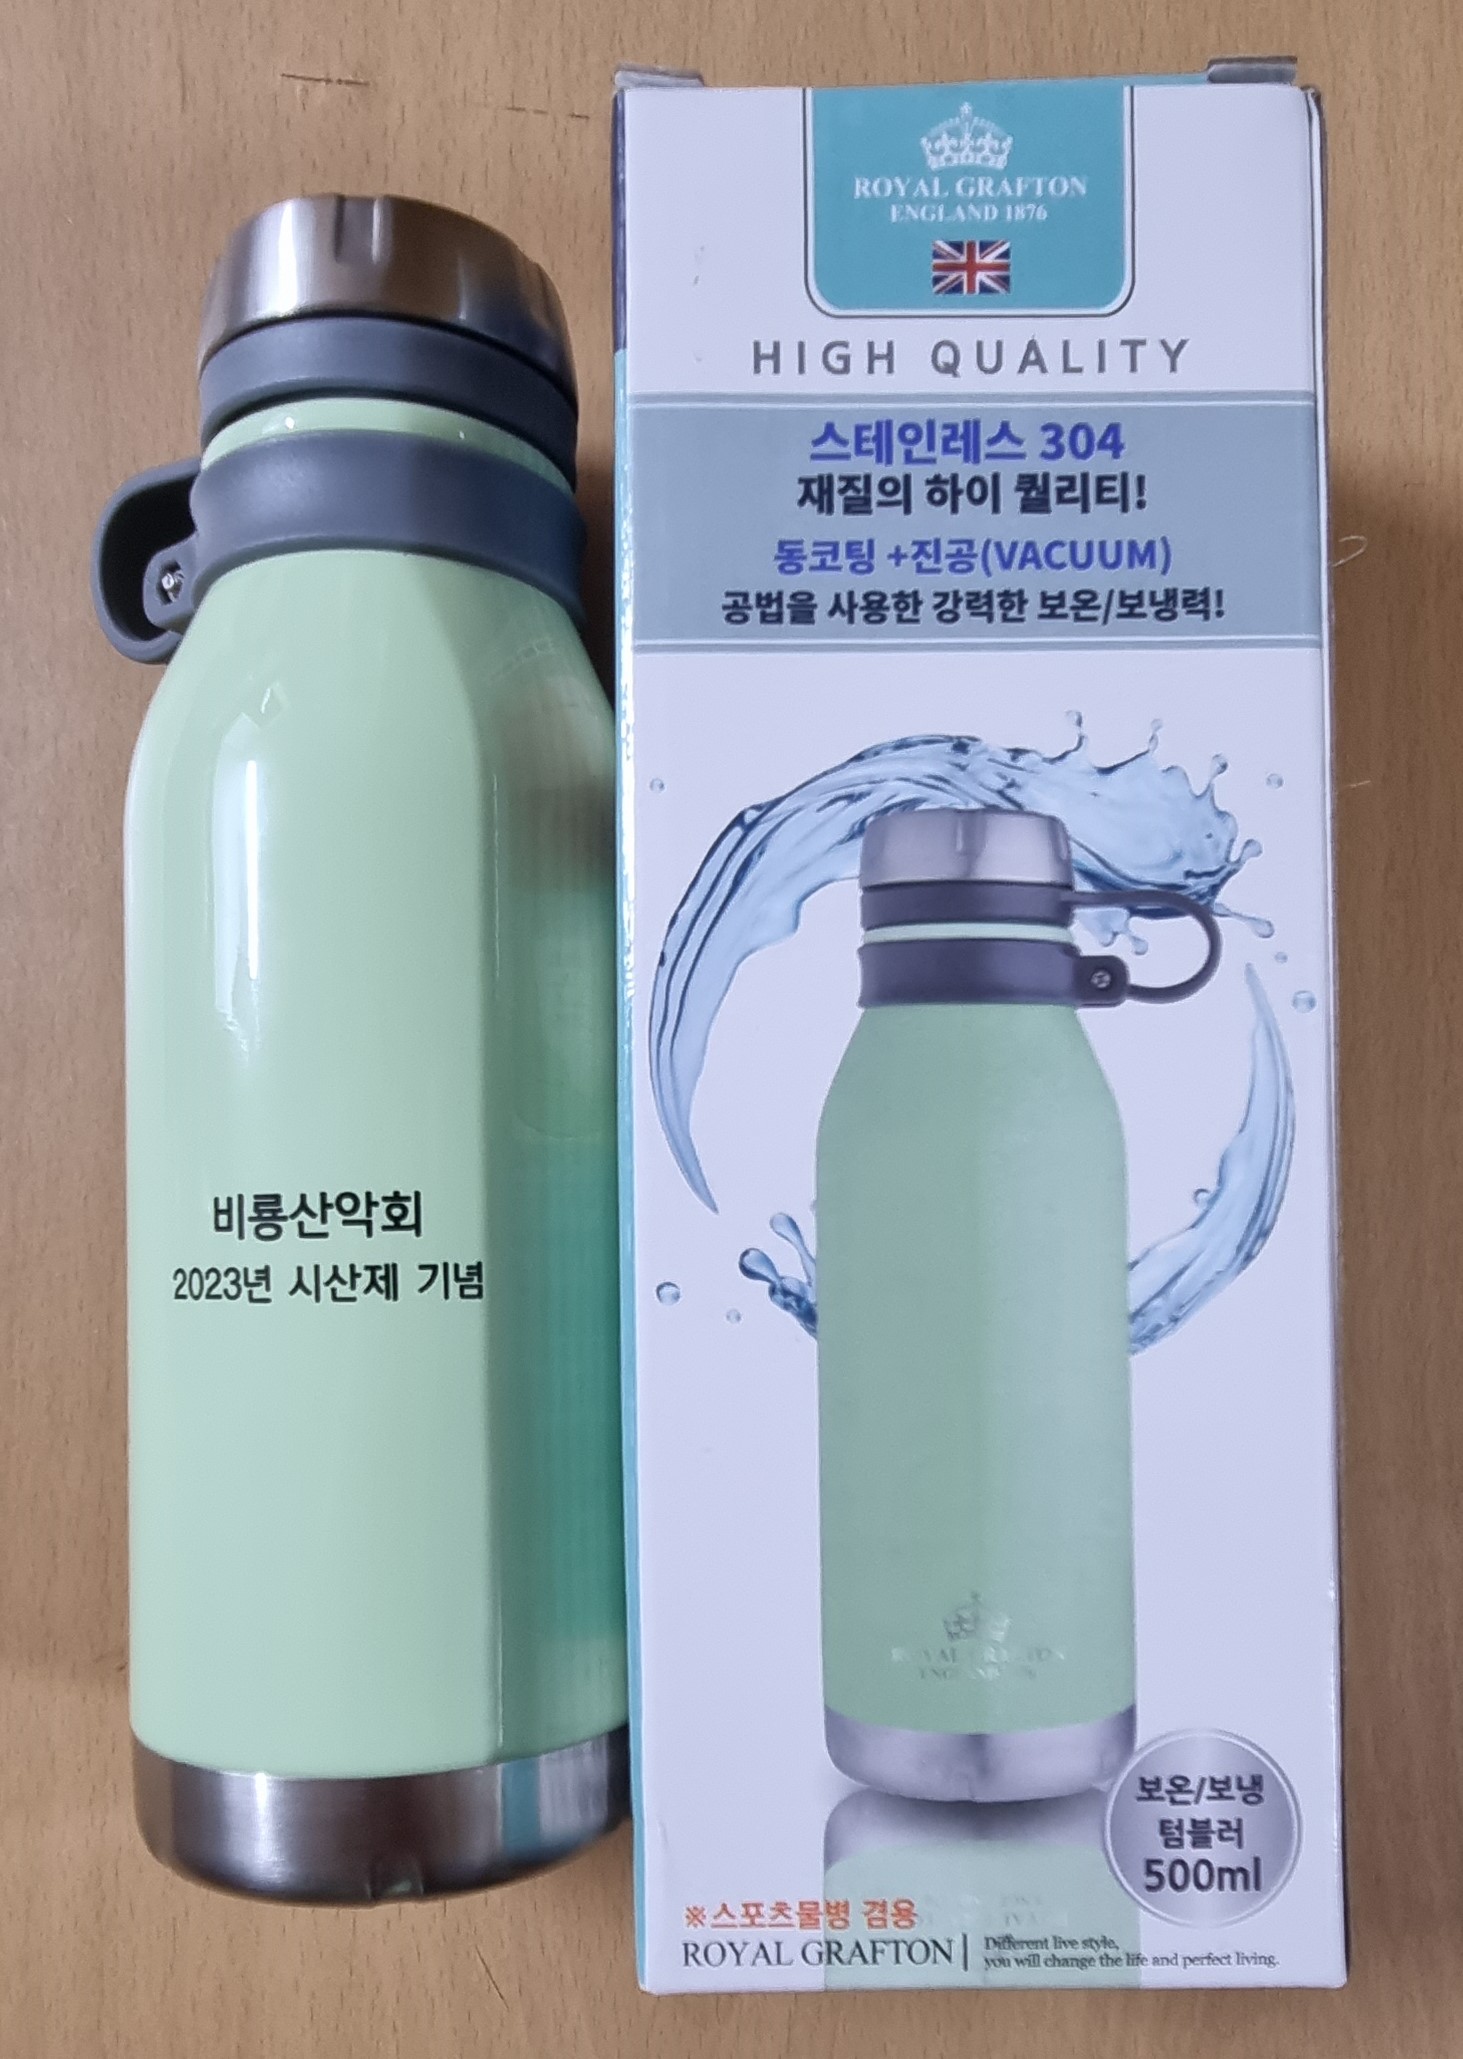 비룡산악회
2023년 시산제 기념
ROYAL GRAFTON
ENGLAND 1876
HIGH QUALITY
스테인레스 304
재질의 하이 퀄리티!
동코팅 +진공(VACUUM)
공법을 사용한 강력한 보온/보냉력!
ROYAL GRAFTON
ENGLAND 1876
보온/보냉
텀블러
500ml
※스포츠물병 겸용
ROYAL GRAFTON
Different live style,
you will change the life and perfect living.